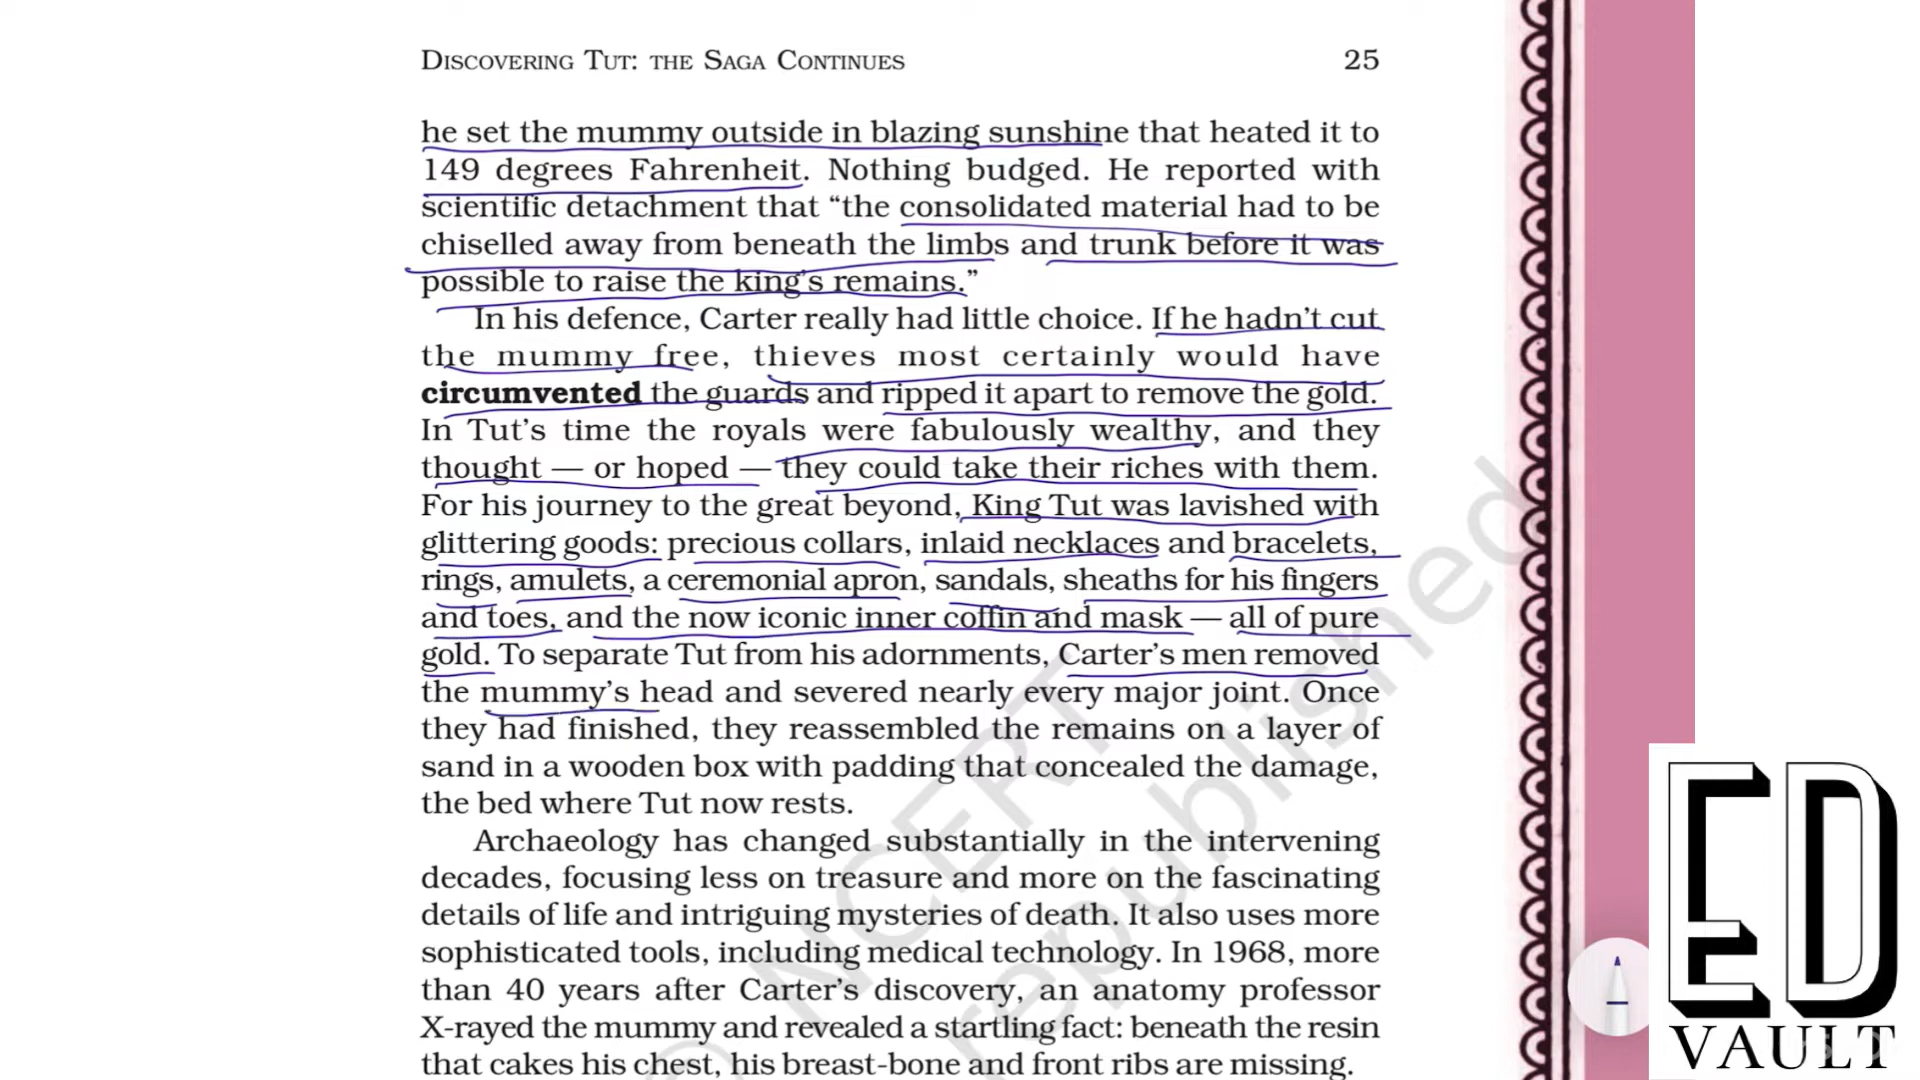 DISCOVERING TUT: THE SAGA CONTINUES 25
he set the mummy outside in blazing sunshine that heated it to
149 degrees Fahrenheit. Nothing budged. He reported with
scientific detachment that “the consolidated material had to be
chiselled away from beneath the limbs and trunk before it was
possible to raise the king’s remains.”
In his defence, Carter really had little choice. If he hadn’t cut
the mummy free, thieves most certainly would have
circumvented the guards and ripped it apart to remove the gold.
In Tut’s time the royals were fabulously wealthy, and they
thought — or hoped — they could take their riches with them.
For his journey to the great beyond, King Tut was lavished with
glittering goods: precious collars, inlaid necklaces and bracelets,
rings, amulets, a ceremonial apron, sandals, sheaths for his fingers
and toes, and the now iconic inner coffin and mask — all of pure
gold. To separate Tut from his adornments, Carter’s men removed
the mummy’s head and severed nearly every major joint. Once
they had finished, they reassembled the remains on a layer of
sand in a wooden box with padding that concealed the damage,
the bed where Tut now rests.
Archaeology has changed substantially in the intervening
decades, focusing less on treasure and more on the fascinating
details of life and intriguing mysteries of death. It also uses more
sophisticated tools, including medical technology. In 1968, more
than 40 years after Carter’s discovery, an anatomy professor
X-rayed the mummy and revealed a startling fact: beneath the resin
that cakes his chest, his breast-bone and front ribs are missing.
© NCERT
republished
ED
VAULT